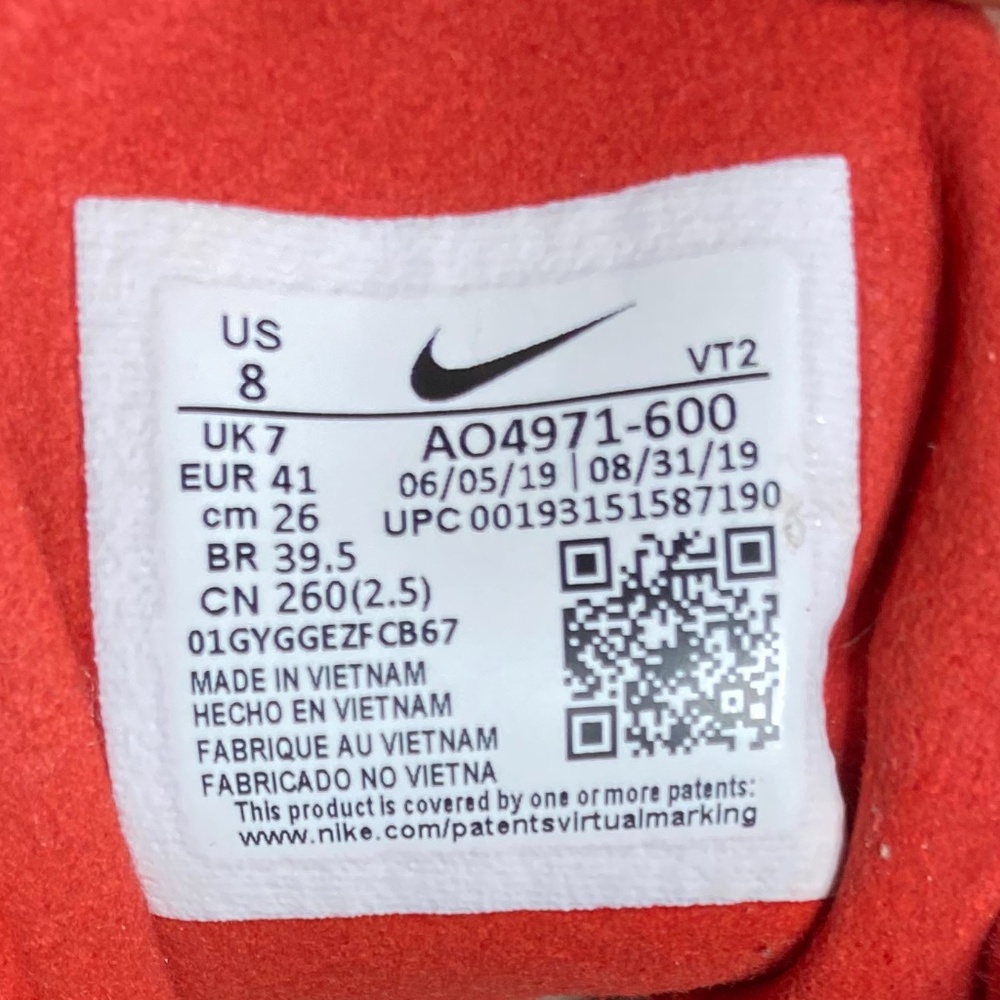 US
8
VT2
UK 7
EUR 41
cm 26
BR 39.5
CN 260(2.5)
AO4971-600
06/05/19 | 08/31/19
UPC 00193151587190
01GYGGEZFCB67
MADE IN VIETNAM
HECHO EN VIETNAM
FABRIQUE AU VIETNAM
FABRICADO NO VIETNA
This product is covered by one or more patents:
www.nike.com/patentsvirtualmarking